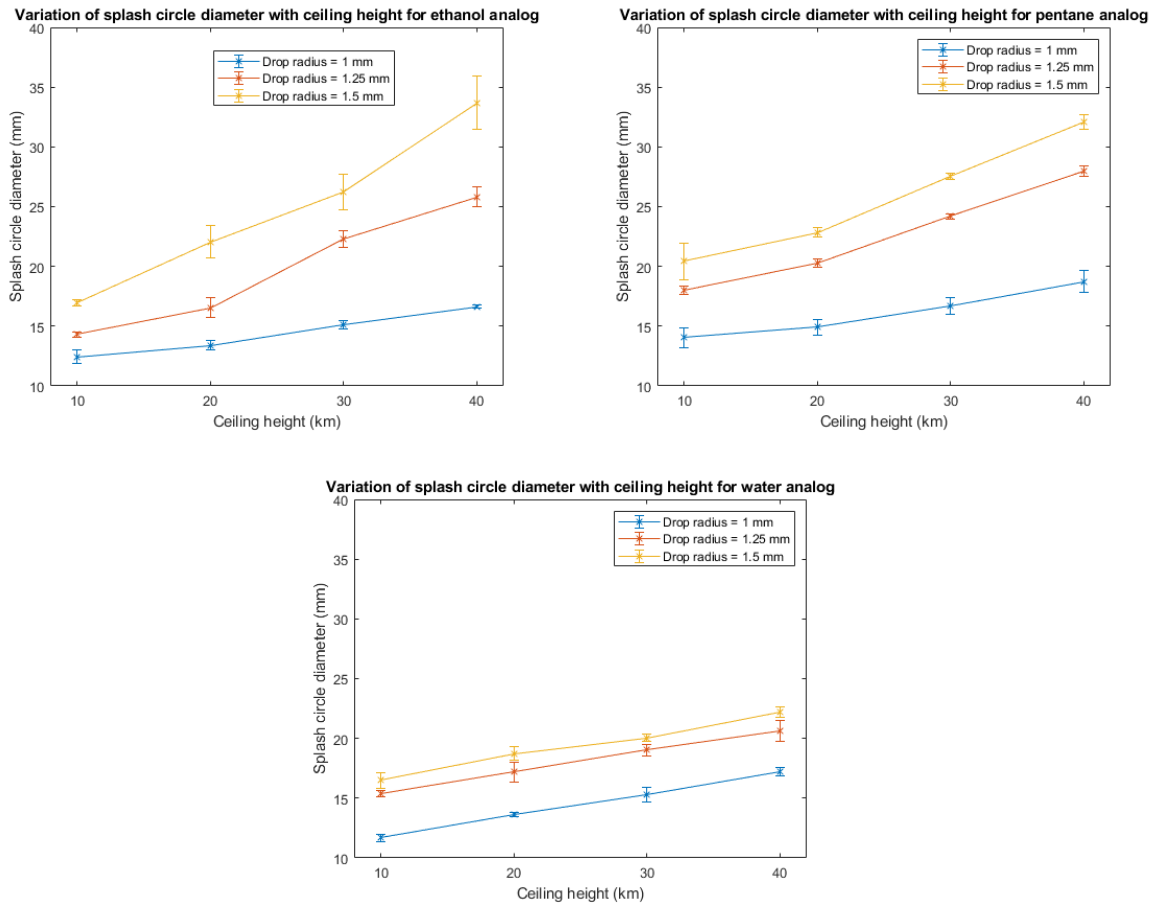 Variation of splash circle diameter with ceiling height for ethanol analog
40
35
30
25
20
15
10
Splash circle diameter (mm)
Drop radius = 1 mm
Drop radius = 1.25 mm
Drop radius = 1.5 mm
10 20 30 40
Ceiling height (km)
Variation of splash circle diameter with ceiling height for pentane analog
40
35
30
25
20
15
10
Splash circle diameter (mm)
Drop radius = 1 mm
Drop radius = 1.25 mm
Drop radius = 1.5 mm
10 20 30 40
Ceiling height (km)
Variation of splash circle diameter with ceiling height for water analog
40
35
30
25
20
15
10
Splash circle diameter (mm)
Drop radius = 1 mm
Drop radius = 1.25 mm
Drop radius = 1.5 mm
10 20 30 40
Ceiling height (km)